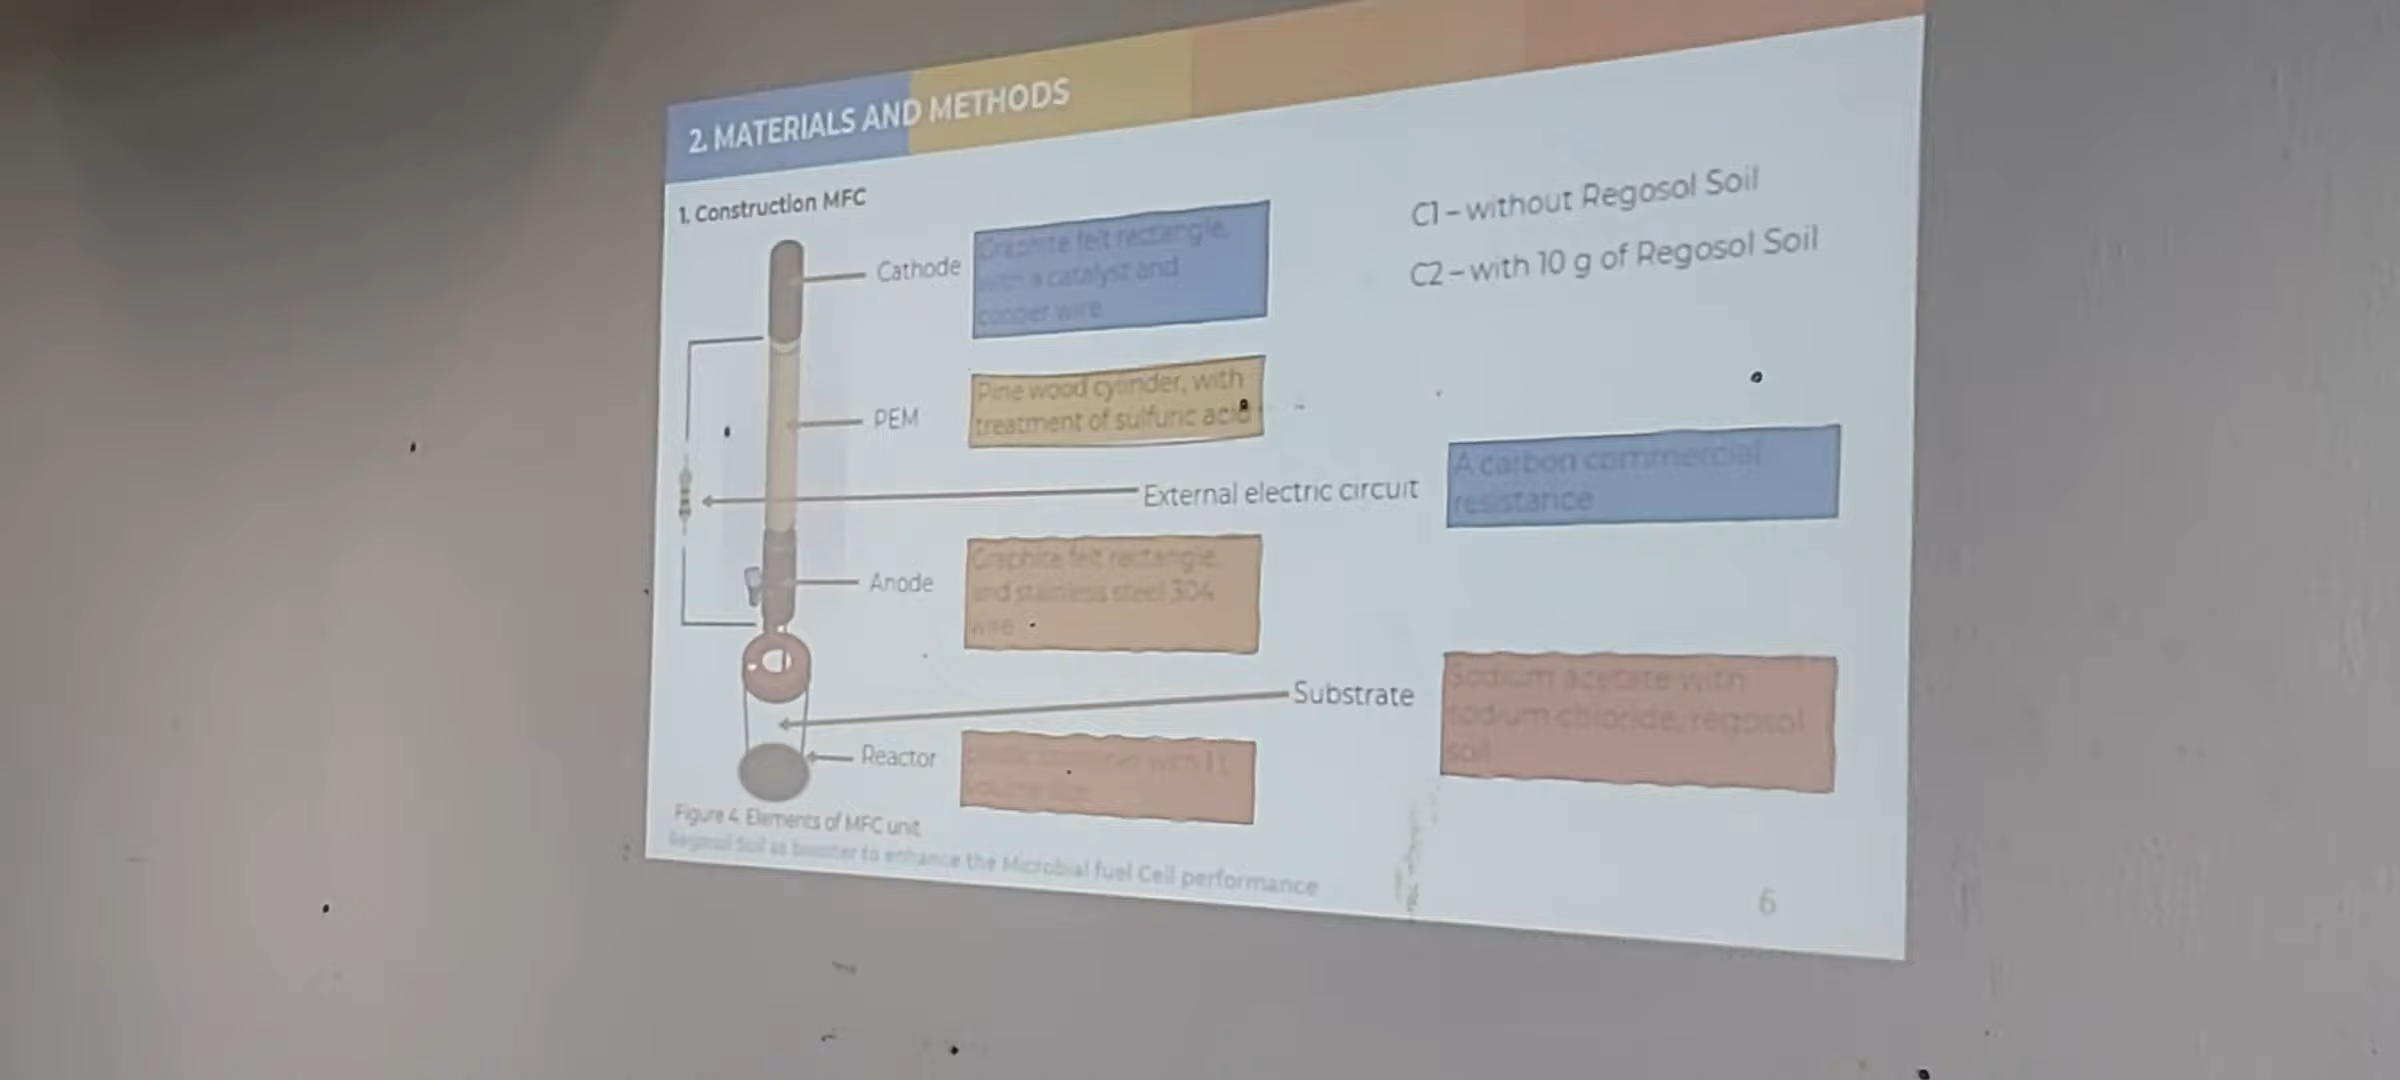 2. MATERIALS AND METHODS
1. Construction MFC
C1 – without Regosol Soil
C2 – with 10 g of Regosol Soil
Cathode
Graphite felt rectangle,
with a catalyst and
copper wire
PEM
Pine wood cylinder, with
treatment of sulfuric acid
External electric circuit
A carbon commercial
resistance
Anode
Graphite felt rectangle,
and stainless steel 304
wire
Substrate
Sodium acetate with
sodium chloride, regosol
soil
Reactor
with 1 L
Figure 4. Elements of MFC unit.
Regosol Soil as booster to enhance the Microbial fuel Cell performance
6